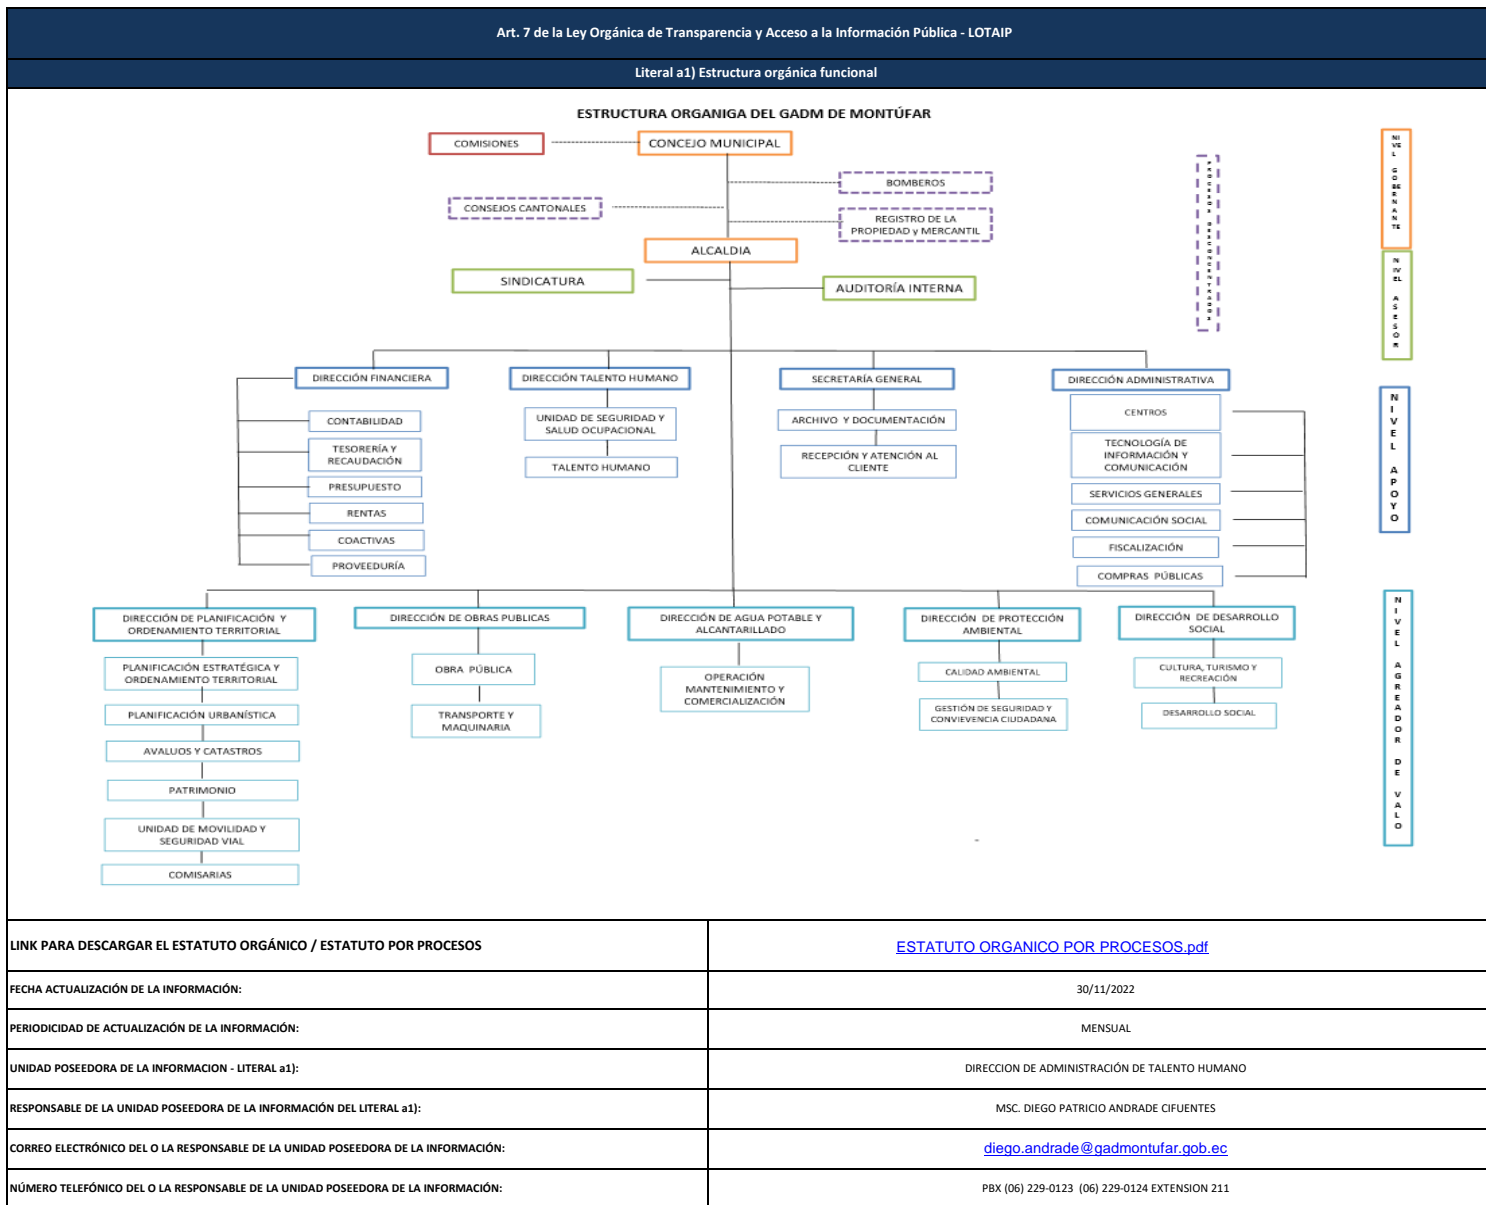 Art. 7 de la Ley Orgánica de Transparencia y Acceso a la Información Pública - LOTAIP
Literal a1) Estructura orgánica funcional
ESTRUCTURA ORGANIGA DEL GADM DE MONTÚFAR
COMISIONES
CONCEJO MUNICIPAL
BOMBEROS
CONSEJOS CANTONALES
REGISTRO DE LA
PROPIEDAD y MERCANTIL
ALCALDIA
SINDICATURA
AUDITORÍA INTERNA
PROCESOS DESCONCENTRADOS
NIVEL GOBERNANTE
NIVEL ASESOR
DIRECCIÓN FINANCIERA
DIRECCIÓN TALENTO HUMANO
SECRETARÍA GENERAL
DIRECCIÓN ADMINISTRATIVA
CONTABILIDAD
TESORERÍA Y
RECAUDACIÓN
PRESUPUESTO
RENTAS
COACTIVAS
PROVEEDURÍA
UNIDAD DE SEGURIDAD Y
SALUD OCUPACIONAL
TALENTO HUMANO
ARCHIVO Y DOCUMENTACIÓN
RECEPCIÓN Y ATENCIÓN AL
CLIENTE
CENTROS
TECNOLOGÍA DE
INFORMACIÓN Y
COMUNICACIÓN
SERVICIOS GENERALES
COMUNICACIÓN SOCIAL
FISCALIZACIÓN
COMPRAS PÚBLICAS
NIVEL APOYO
DIRECCIÓN DE PLANIFICACIÓN Y
ORDENAMIENTO TERRITORIAL
DIRECCIÓN DE OBRAS PUBLICAS
DIRECCIÓN DE AGUA POTABLE Y
ALCANTARILLADO
DIRECCIÓN DE PROTECCIÓN
AMBIENTAL
DIRECCIÓN DE DESARROLLO
SOCIAL
PLANIFICACIÓN ESTRATÉGICA Y
ORDENAMIENTO TERRITORIAL
PLANIFICACIÓN URBANÍSTICA
AVALUOS Y CATASTROS
PATRIMONIO
UNIDAD DE MOVILIDAD Y
SEGURIDAD VIAL
COMISARIAS
OBRA PÚBLICA
TRANSPORTE Y
MAQUINARIA
OPERACIÓN
MANTENIMIENTO Y
COMERCIALIZACIÓN
CALIDAD AMBIENTAL
GESTIÓN DE SEGURIDAD Y
CONVIEVENCIA CIUDADANA
CULTURA, TURISMO Y
RECREACIÓN
DESARROLLO SOCIAL
NIVEL AGREADOR DE VALO
LINK PARA DESCARGAR EL ESTATUTO ORGÁNICO / ESTATUTO POR PROCESOS
ESTATUTO ORGANICO POR PROCESOS.pdf
FECHA ACTUALIZACIÓN DE LA INFORMACIÓN:
30/11/2022
PERIODICIDAD DE ACTUALIZACIÓN DE LA INFORMACIÓN:
MENSUAL
UNIDAD POSEEDORA DE LA INFORMACION - LITERAL a1):
DIRECCION DE ADMINISTRACIÓN DE TALENTO HUMANO
RESPONSABLE DE LA UNIDAD POSEEDORA DE LA INFORMACIÓN DEL LITERAL a1):
MSC. DIEGO PATRICIO ANDRADE CIFUENTES
CORREO ELECTRÓNICO DEL O LA RESPONSABLE DE LA UNIDAD POSEEDORA DE LA INFORMACIÓN:
diego.andrade@gadmontufar.gob.ec
NÚMERO TELEFÓNICO DEL O LA RESPONSABLE DE LA UNIDAD POSEEDORA DE LA INFORMACIÓN:
PBX (06) 229-0123 (06) 229-0124 EXTENSION 211